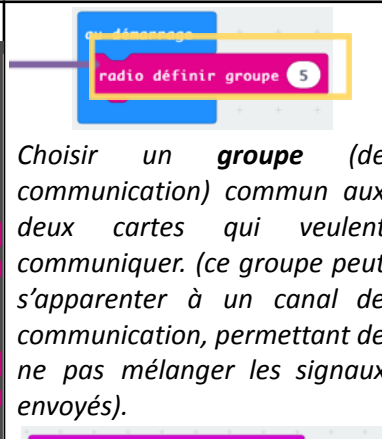 au démarrage
radio définir groupe 5
Choisir un groupe (de
communication) commun aux
deux cartes qui veulent
communiquer. (ce groupe peut
s'apparenter à un canal de
communication, permettant de
ne pas mélanger les signaux
envoyés).